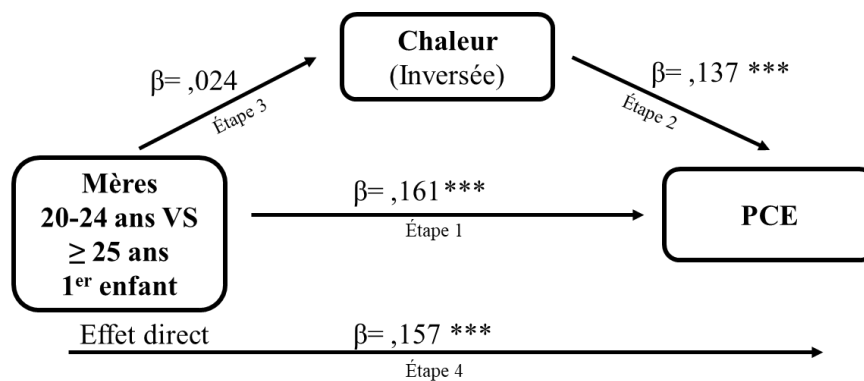 Chaleur
(Inversée)
β= ,024
Étape 3
β= ,137 ***
Étape 2
Mères
20-24 ans VS
≥ 25 ans
1er enfant
β= ,161 ***
Étape 1
PCE
Effet direct
β= ,157 ***
Étape 4